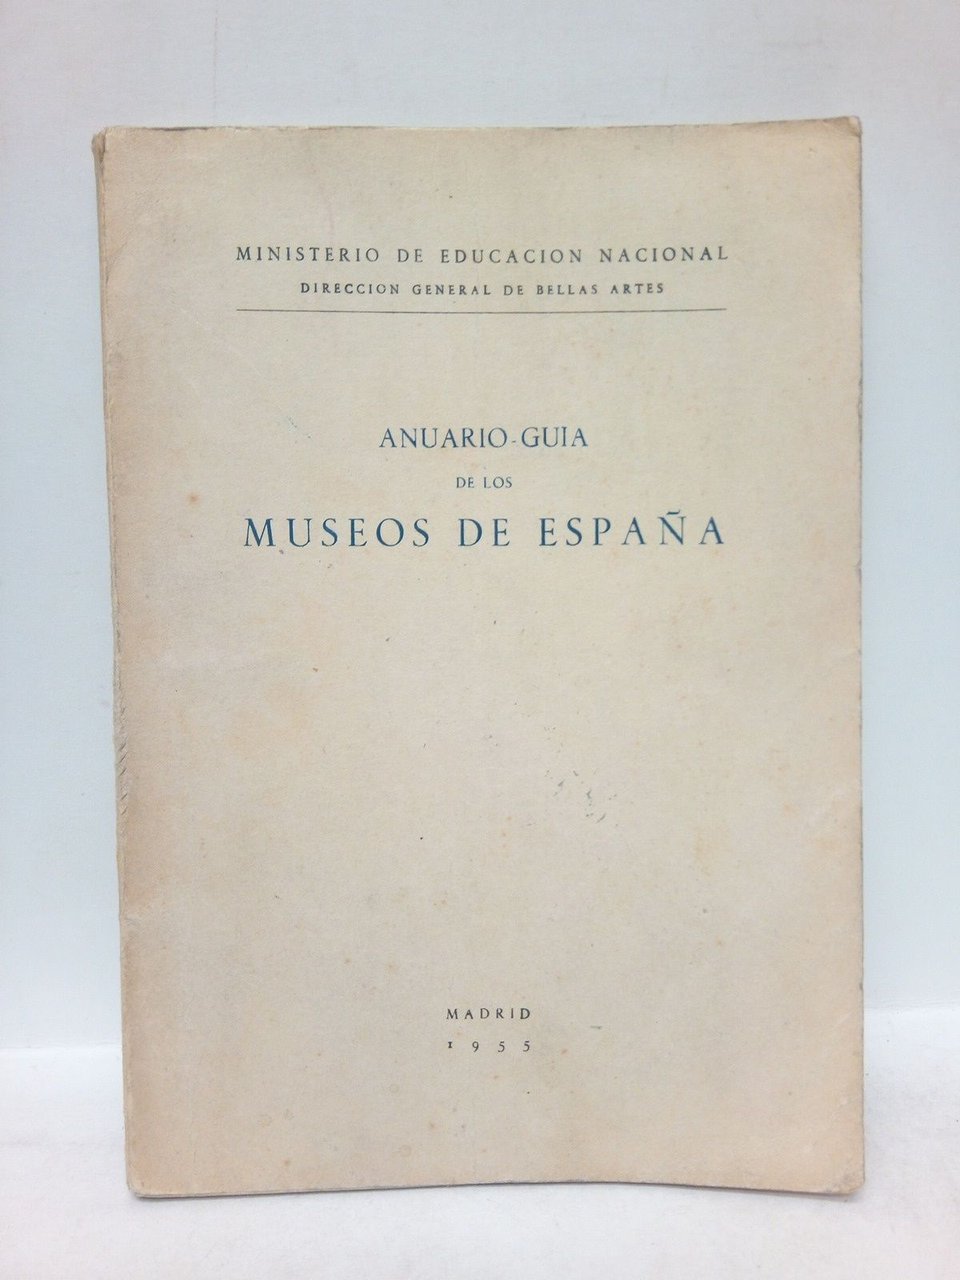 MINISTERIO DE EDUCACION NACIONAL
DIRECCION GENERAL DE BELLAS ARTES
ANUARIO-GUIA
DE LOS
MUSEOS DE ESPAÑA
MADRID
1955